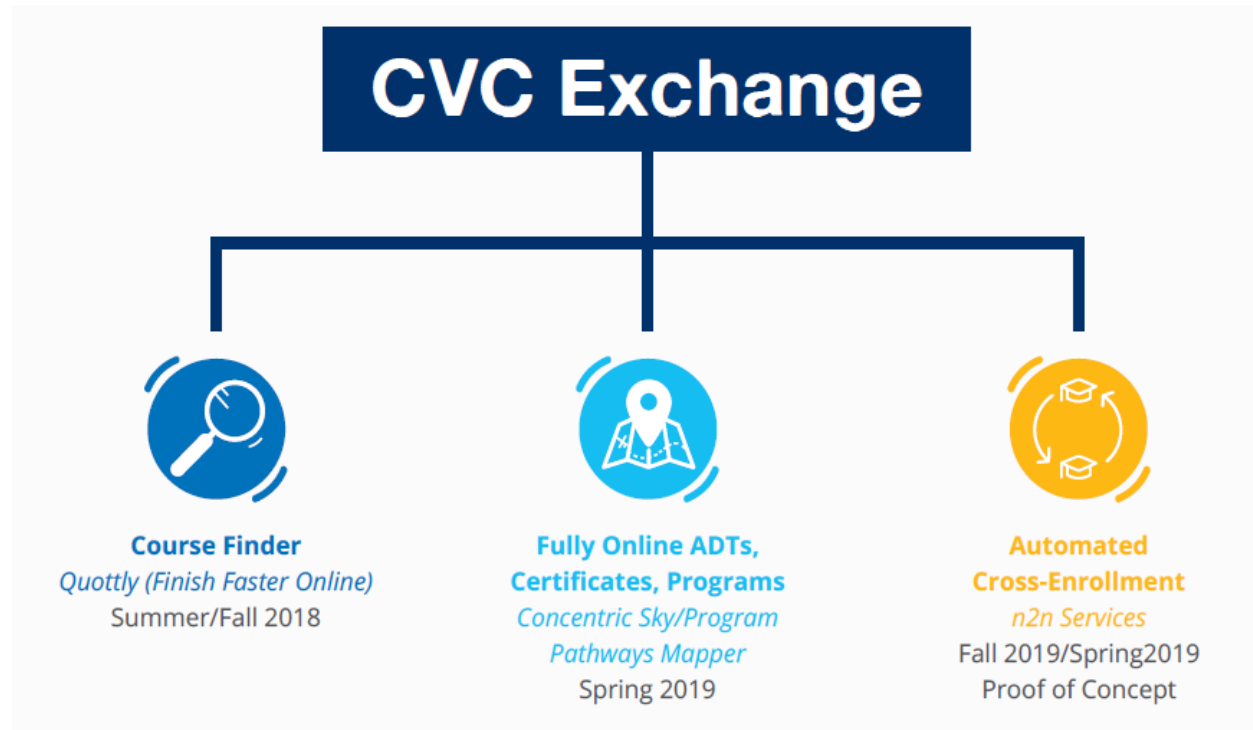 CVC Exchange
Course Finder
Quottly (Finish Faster Online)
Summer/Fall 2018
Fully Online ADTs,
Certificates, Programs
Concentric Sky/Program
Pathways Mapper
Spring 2019
Automated
Cross-Enrollment
n2n Services
Fall 2019/Spring2019
Proof of Concept